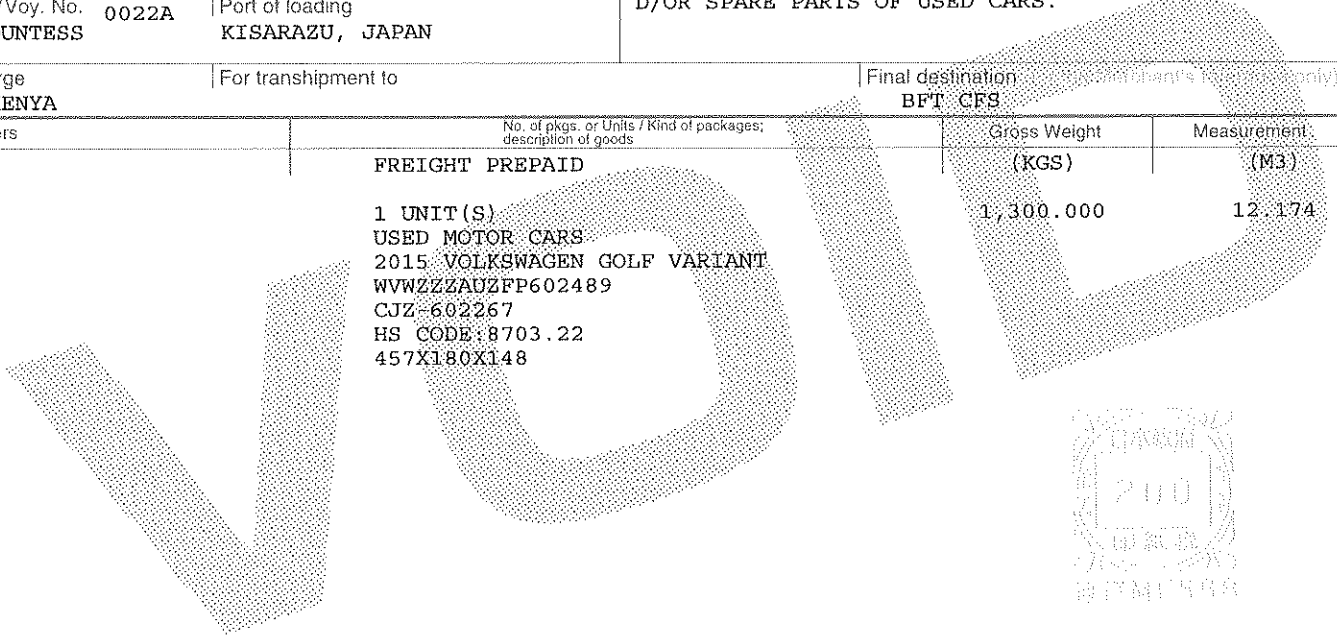 /Voy. No. 0022A Port of loading D/OR SPARE PARTS OF USED CARS.
UNTESS KISARAZU, JAPAN
rge For transhipment to Final destination
ENYA BFT CFS
ers No. of pkgs. or Units / Kind of packages; Gross Weight Measurement
description of goods
FREIGHT PREPAID (KGS) (M3)
1 UNIT(S) 1,300.000 12.174
USED MOTOR CARS
2015 VOLKSWAGEN GOLF VARIANT
WVWZZZAUZFP602489
CJZ-602267
HS CODE:8703.22
457X180X148
VOID